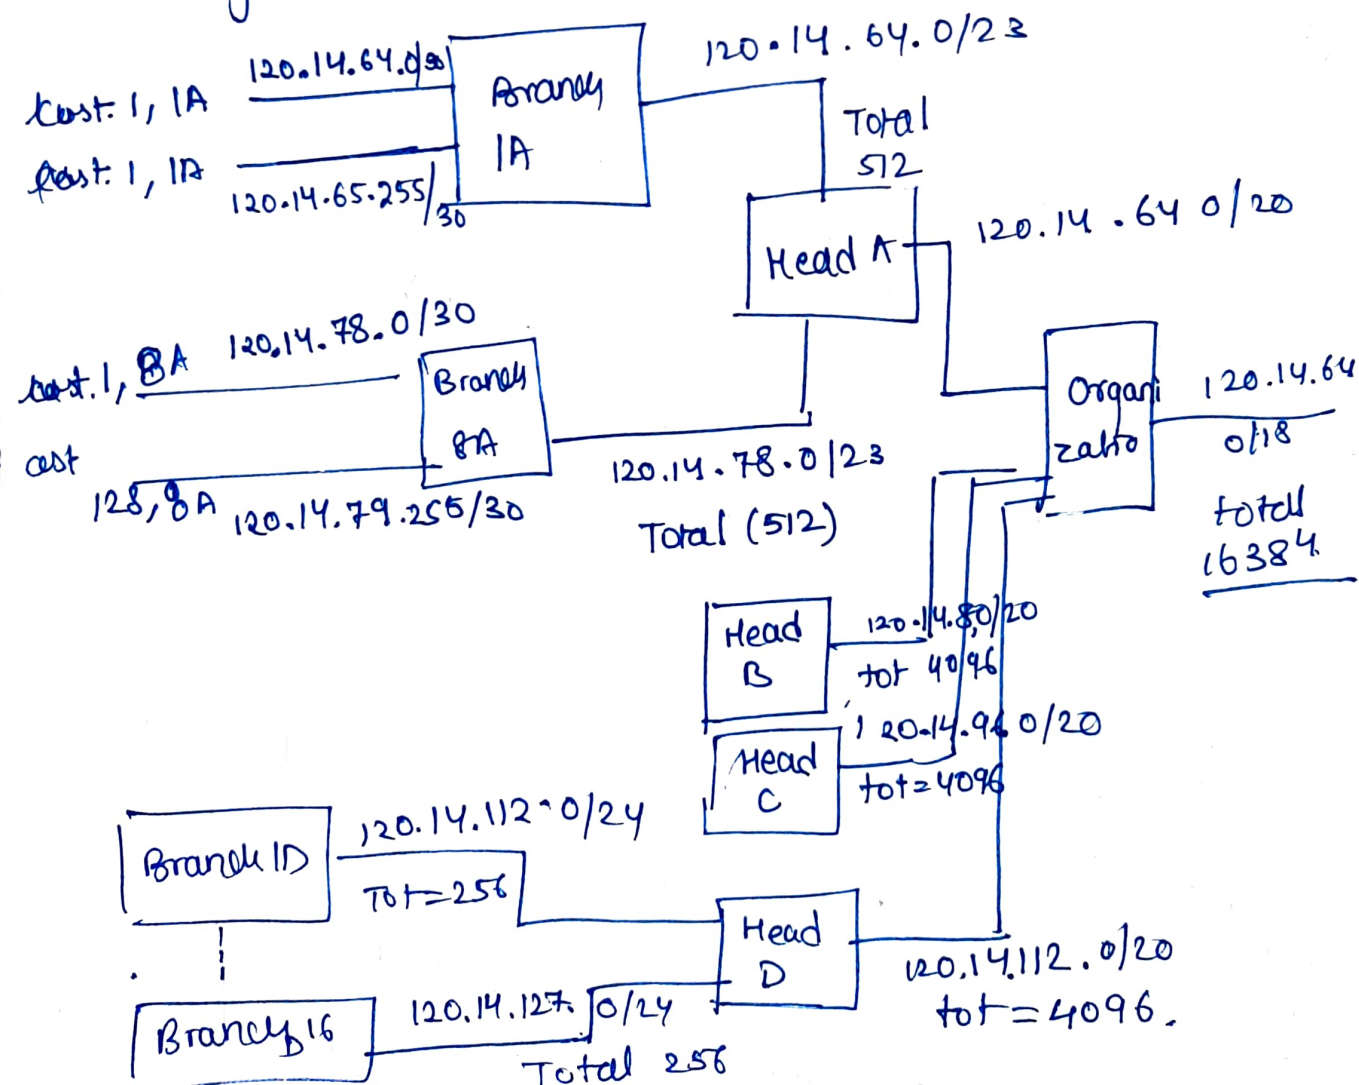 120.14.64.0/30
Cust. 1, 1A
Branch
1A
120.14.64.0/23
Cust. 1, 1A
120.14.65.255/30
Total
512
Head A
120.14.64 0/20
Cust. 1, 8A
120.14.78.0/30
Branch
8A
cust
128, 8A
120.14.79.255/30
120.14.78.0/23
Total (512)
Organi
zatio
120.14.64
0/18
total
16384
Head
B
120.14.80/20
tot 4096
Head
C
120.14.96 0/20
tot=4096
Branch 1D
120.14.112.0/24
Tot=256
Head
D
120.14.112.0/20
tot=4096.
Branch D 16
120.14.127.0/24
Total 256